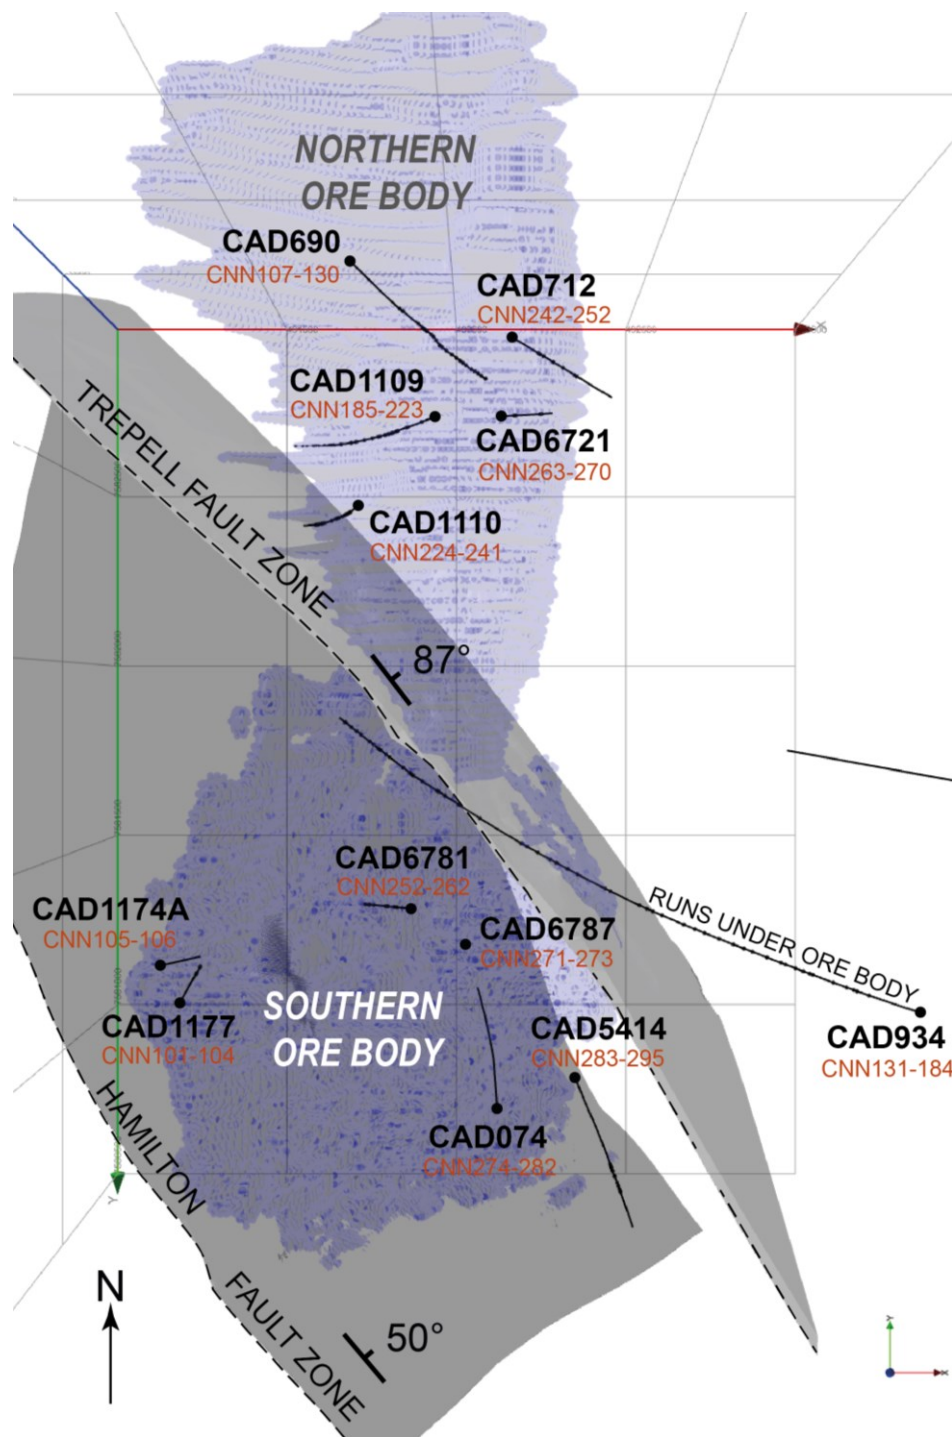 NORTHERN
ORE BODY
CAD690
CNN107-130
CAD712
CNN242-252
X
CAD1109
CNN185-223
CAD6721
CNN263-270
TREPELL FAULT ZONE
CAD1110
CNN224-241
87°
CAD6781
CNN252-262
RUNS UNDER ORE BODY
CAD1174A
CNN105-106
CAD6787
CNN271-273
SOUTHERN
ORE BODY
CAD1177
CNN101-104
CAD5414
CNN283-295
CAD934
CNN131-184
CAD074
CNN274-282
HAMILTON
FAULT ZONE
Y
N
50°
Y
X